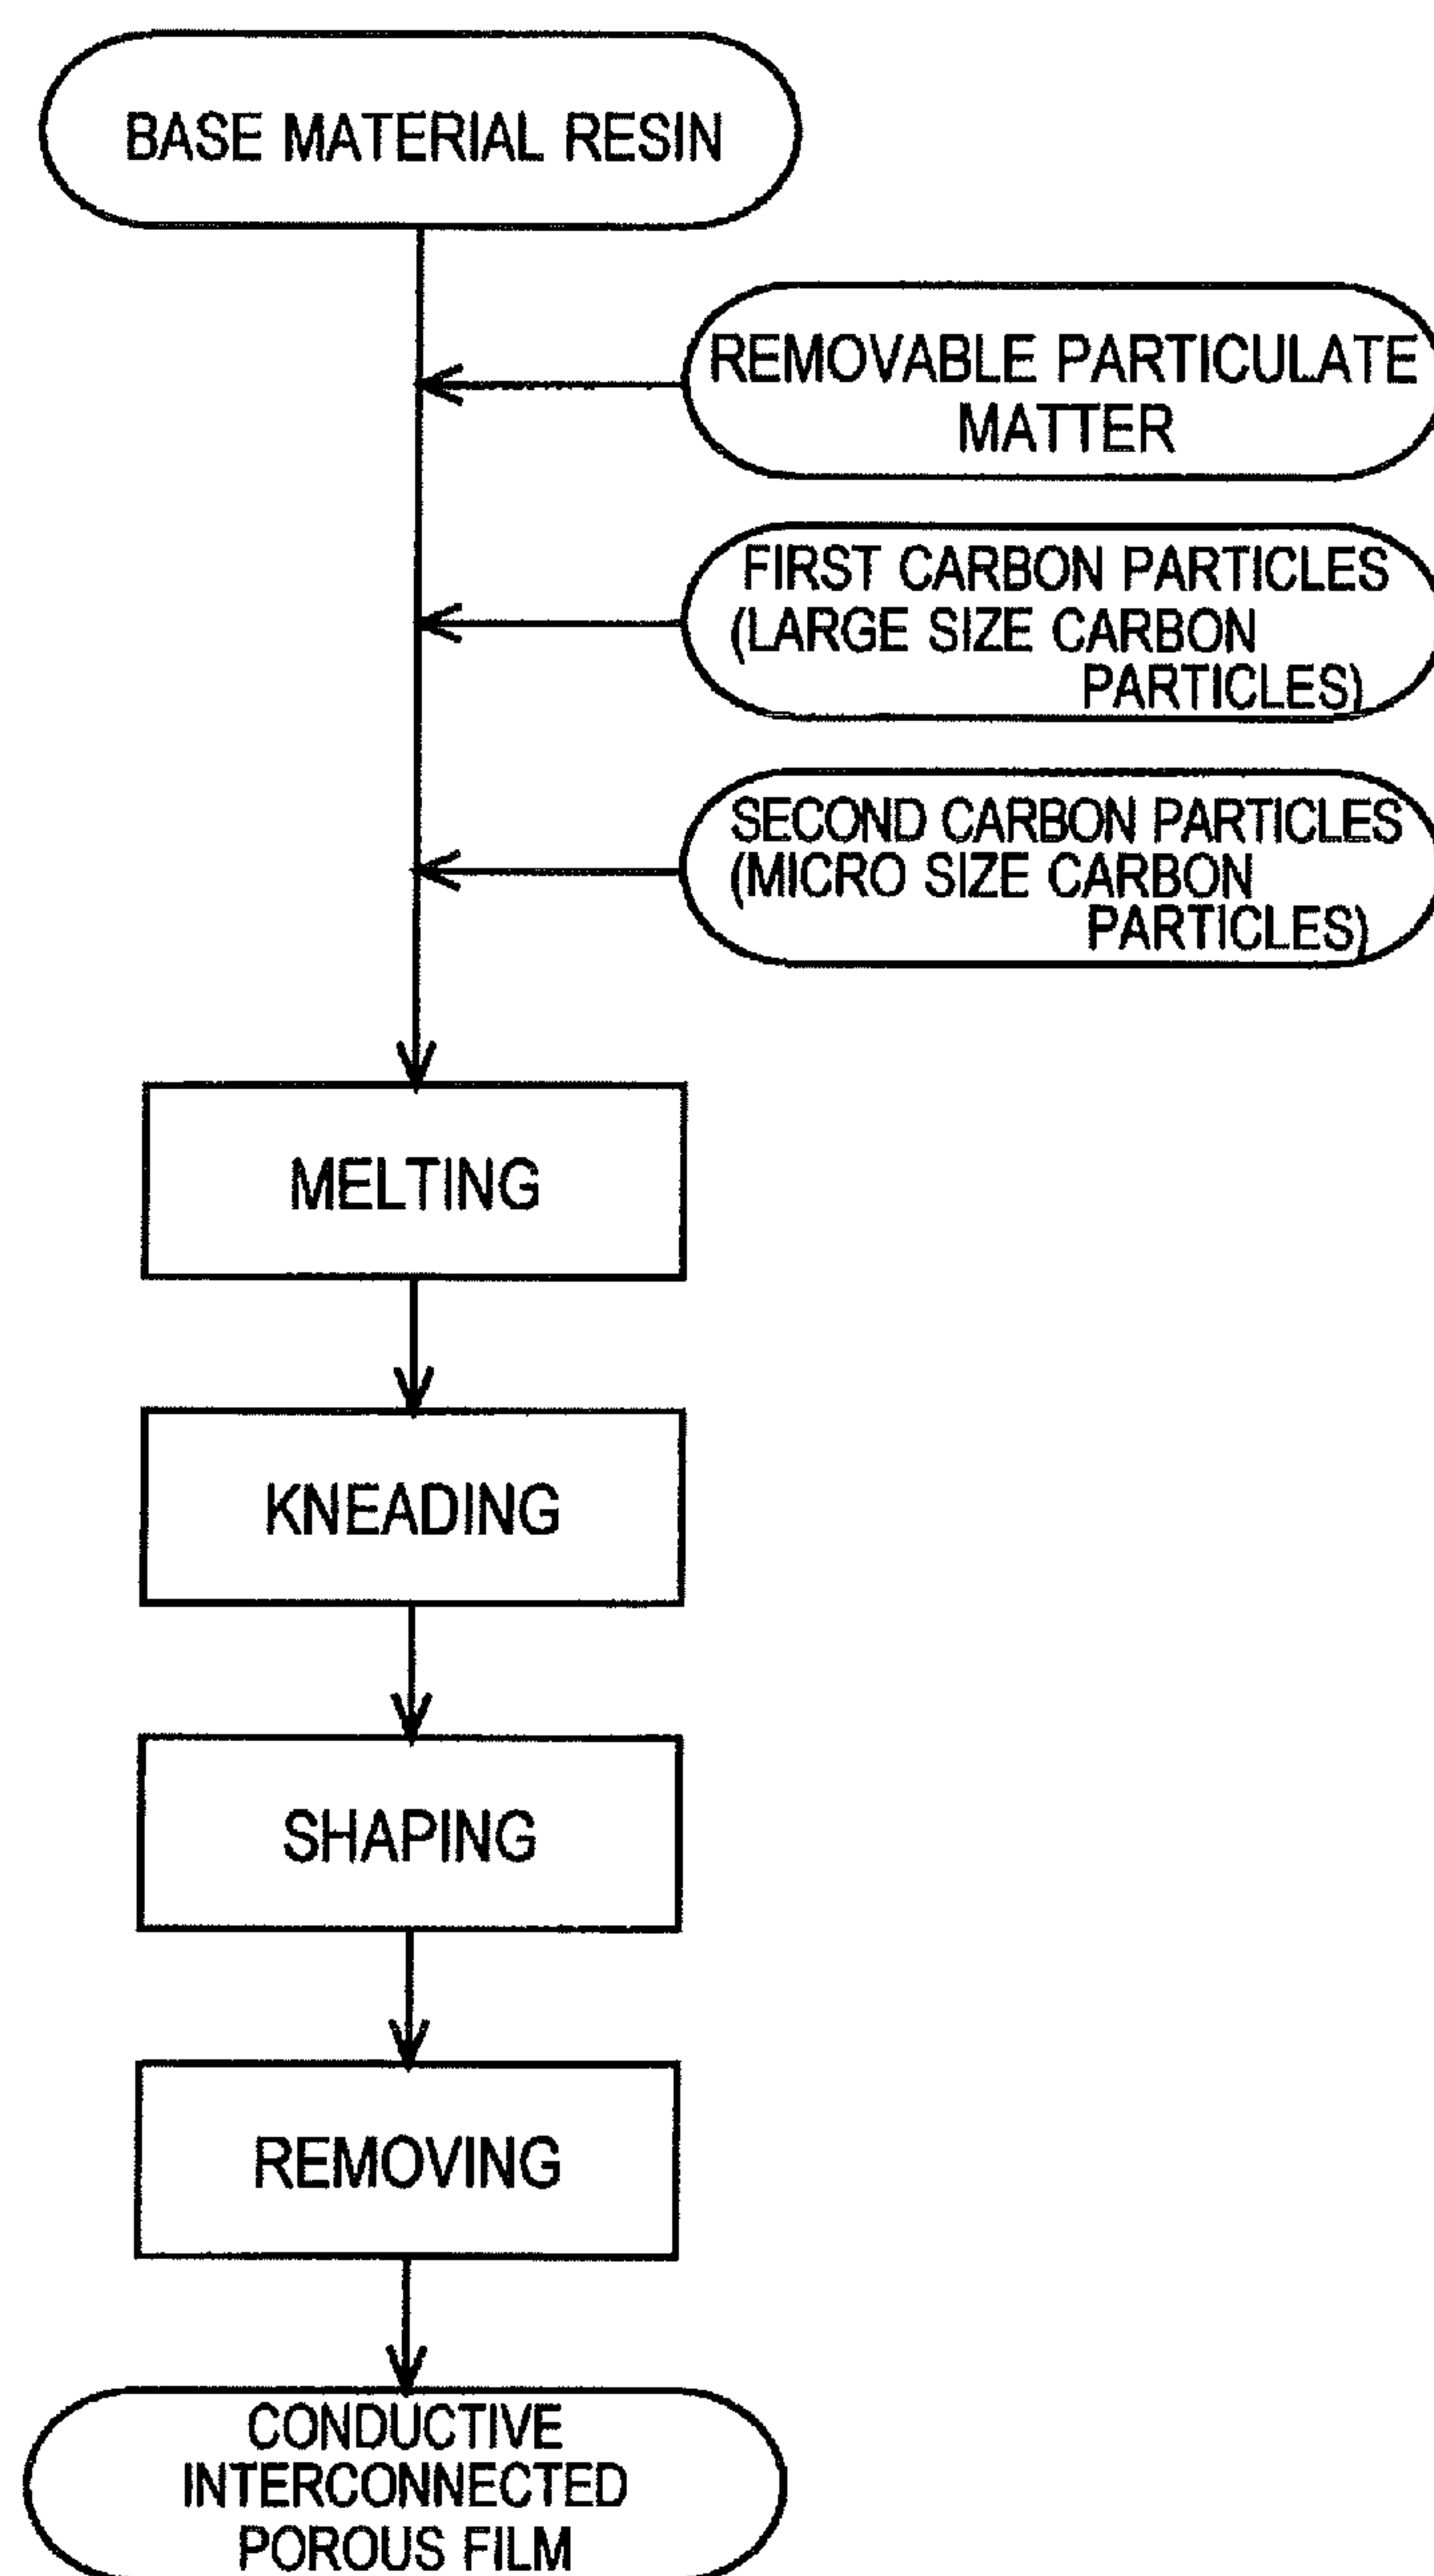 BASE MATERIAL RESIN
REMOVABLE PARTICULATE
MATTER
FIRST CARBON PARTICLES
(LARGE SIZE CARBON
PARTICLES)
SECOND CARBON PARTICLES
(MICRO SIZE CARBON
PARTICLES)
MELTING
KNEADING
SHAPING
REMOVING
CONDUCTIVE
INTERCONNECTED
POROUS FILM